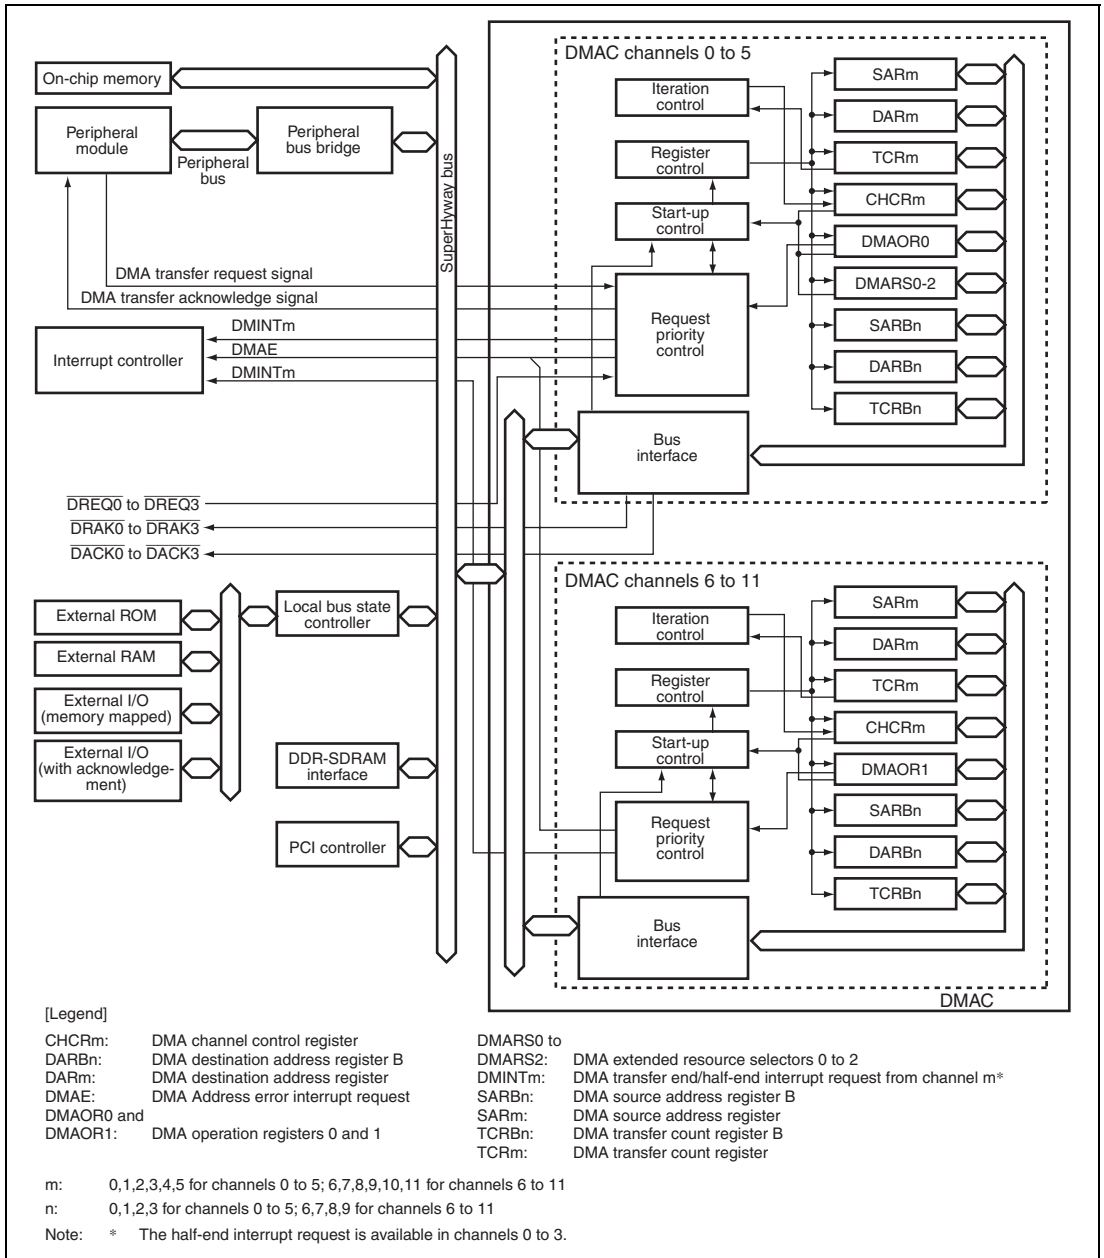 DMAC channels 0 to 5
On-chip memory
Peripheral
module
Peripheral
bus
Peripheral
bus bridge
SuperHyway bus
Iteration
control
Register
control
Start-up
control
Request
priority
control
Bus
interface
SARm
DARm
TCRm
CHCRm
DMAOR0
DMARS0-2
SARBn
DARBn
TCRBn
DMA transfer request signal
DMA transfer acknowledge signal
Interrupt controller
DMINTm
DMAE
DMINTm
DREQ0 to DREQ3
DRAK0 to DRAK3
DACK0 to DACK3
External ROM
External RAM
External I/O
(memory mapped)
External I/O
(with acknowledge-
ment)
Local bus state
controller
DDR-SDRAM
interface
PCI controller
DMAC channels 6 to 11
Iteration
control
Register
control
Start-up
control
Request
priority
control
Bus
interface
SARm
DARm
TCRm
CHCRm
DMAOR1
SARBn
DARBn
TCRBn
DMAC
[Legend]
CHCRm: DMA channel control register
DARBn: DMA destination address register B
DARm: DMA destination address register
DMAE: DMA Address error interrupt request
DMAOR0 and
DMAOR1: DMA operation registers 0 and 1
DMARS0 to
DMARS2: DMA extended resource selectors 0 to 2
DMINTm: DMA transfer end/half-end interrupt request from channel m*
SARBn: DMA source address register B
SARm: DMA source address register
TCRBn: DMA transfer count register B
TCRm: DMA transfer count register
m: 0,1,2,3,4,5 for channels 0 to 5; 6,7,8,9,10,11 for channels 6 to 11
n: 0,1,2,3 for channels 0 to 5; 6,7,8,9 for channels 6 to 11
Note: * The half-end interrupt request is available in channels 0 to 3.